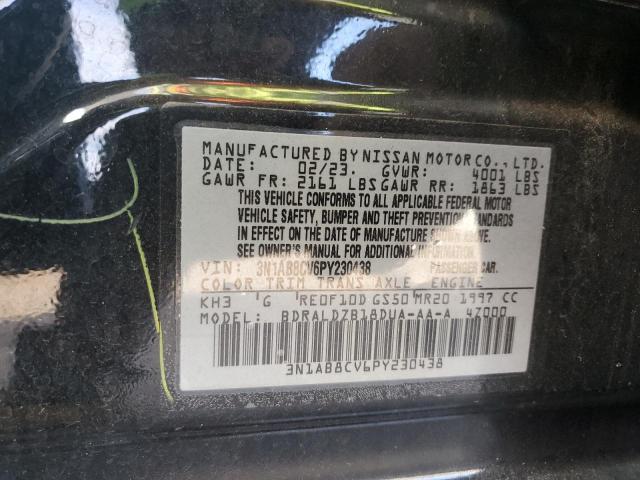 MANUFACTURED BY NISSAN MOTOR CO., LTD.
DATE: 02/23. GVWR: 4001 LBS
GAWR FR: 2161 LBS GAWR RR: 1863 LBS
THIS VEHICLE CONFORMS TO ALL APPLICABLE FEDERAL MOTOR
VEHICLE SAFETY, BUMPER AND THEFT PREVENTION STANDARDS
IN EFFECT ON THE DATE OF MANUFACTURE SHOWN ABOVE.
SEE OWNER'S MANUAL FOR ADDITIONAL INFORMATION.
VIN: 3N1AB8CV6PY230438 PASSENGER CAR.
COLOR TRIM TRANS AXLE ENGINE
KH3 'G RE0F10D GS50 MR20 1997 CC
MODEL: BDRALDZB18DUA-AA-A 4Z000
3N1AB8CV6PY230438